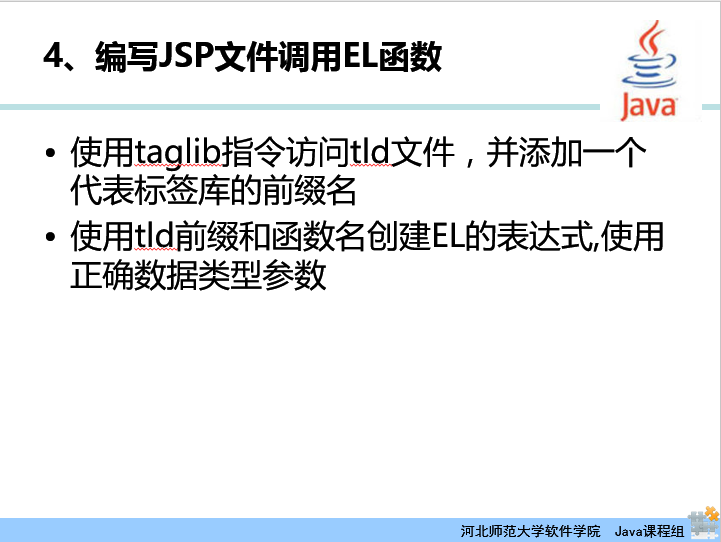 4、编写JSP文件调用EL函数
Java
• 使用taglib指令访问tld文件，并添加一个
代表标签库的前缀名
• 使用tld前缀和函数名创建EL的表达式,使用
正确数据类型参数
河北师范大学软件学院 Java课程组